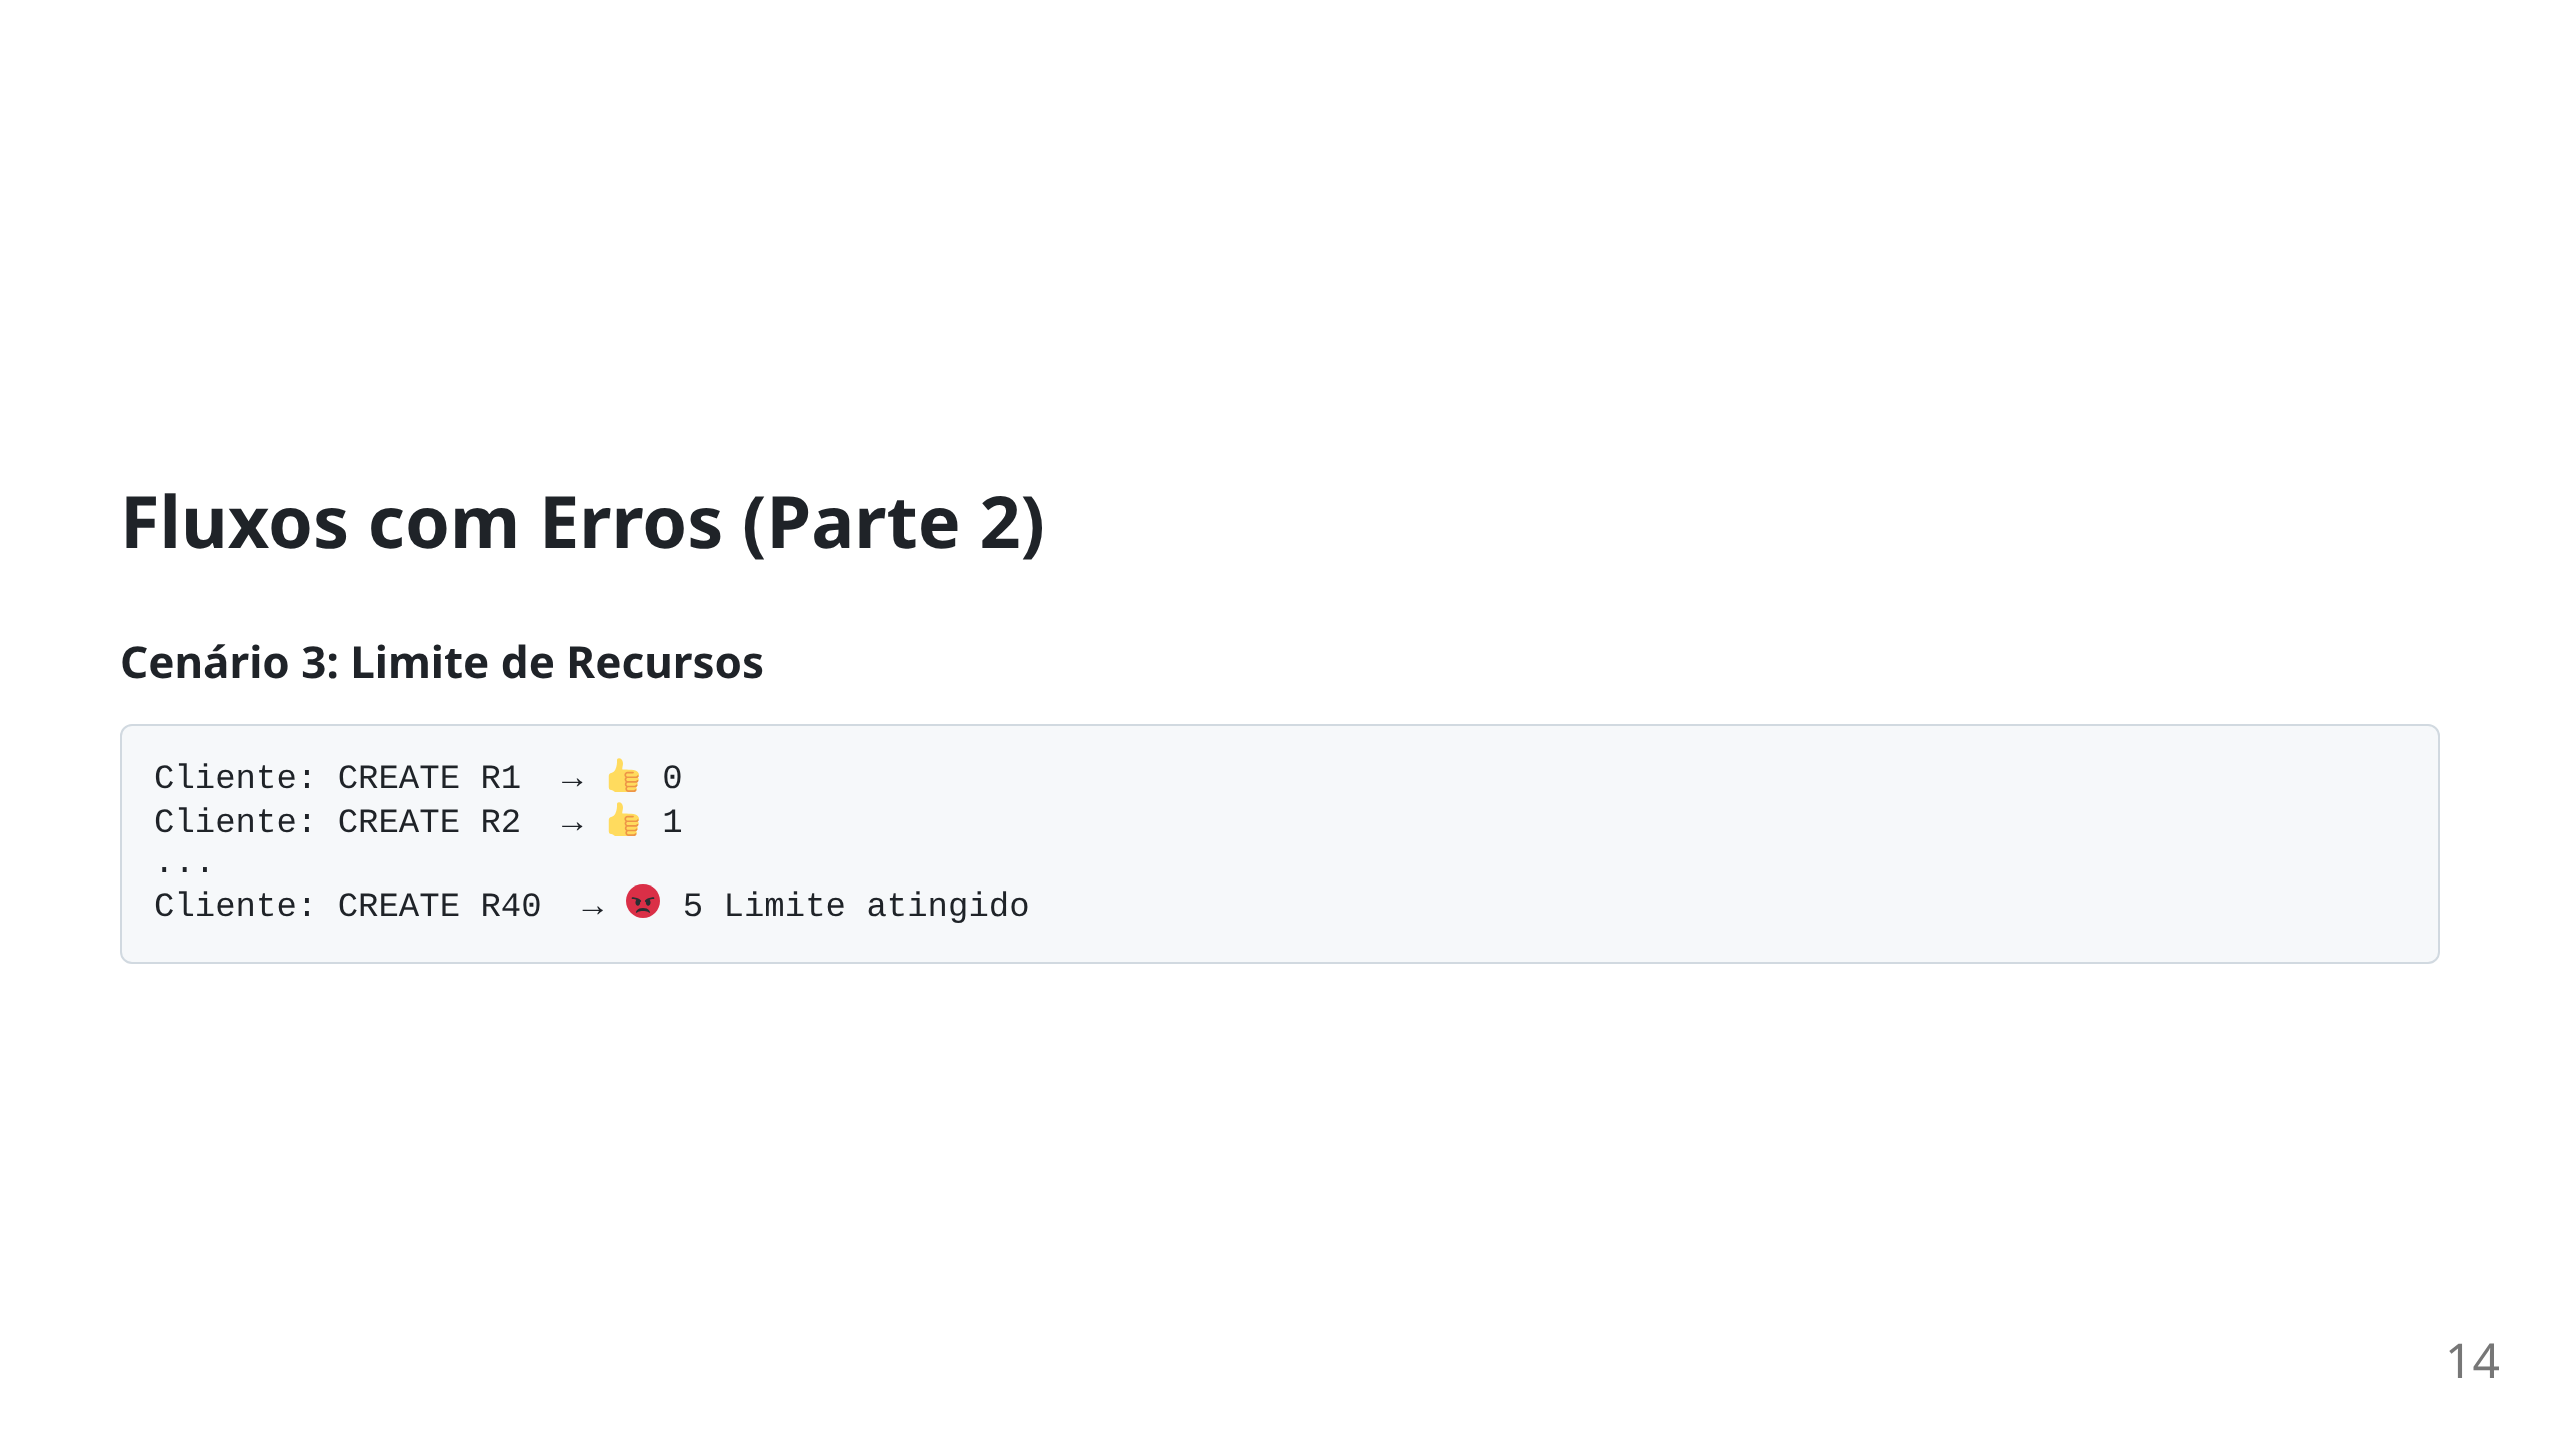 Fluxos com Erros (Parte 2)
Cenário 3: Limite de Recursos
Cliente: CREATE R1  → 👍 0
Cliente: CREATE R2  → 👍 1
...
Cliente: CREATE R40  → 😡 5 Limite atingido
14